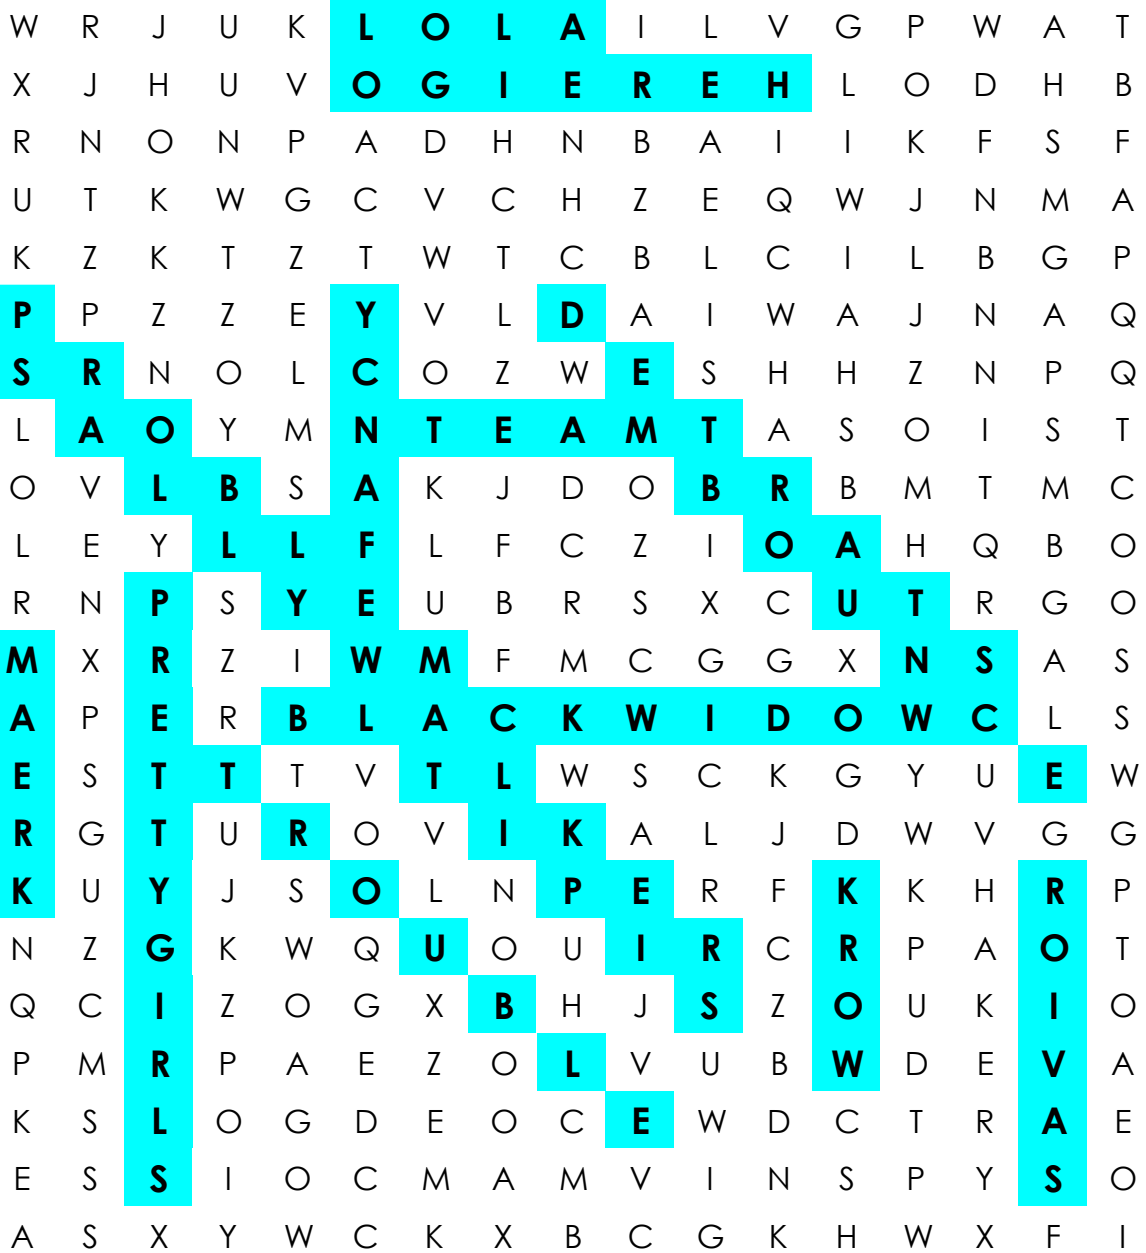 W R J U K L O L A I L V G P W A T
X J H U V O G I E R E H L O D H B
R N O N P A D H N B A I I K F S F
U T K W G C V C H Z E Q W J N M A
K Z K T Z T W T C B L C I L B G P
P P Z Z E Y V L D A I W A J N A Q
S R N O L C O Z W E S H H Z N P Q
L A O Y M N T E A M T A S O I S T
O V L B S A K J D O B R B M T M C
L E Y L L F L F C Z I O A H Q B O
R N P S Y E U B R S X C U T R G O
M X R Z I W M F M C G G X N S A S
A P E R B L A C K W I D O W C L S
E S T T T V T L W S C K G Y U E W
R G T U R O V I K A L J D W V G G
K U Y J S O L N P E R F K K H R P
N Z G K W Q U O U I R C R P A O T
Q C I Z O G X B H J S Z O U K I O
P M R P A E Z O L V U B W D E V A
K S L O G D E O C E W D C T R A E
E S S I O C M A M V I N S P Y S O
A S X Y W C K X B C G K H W X F I